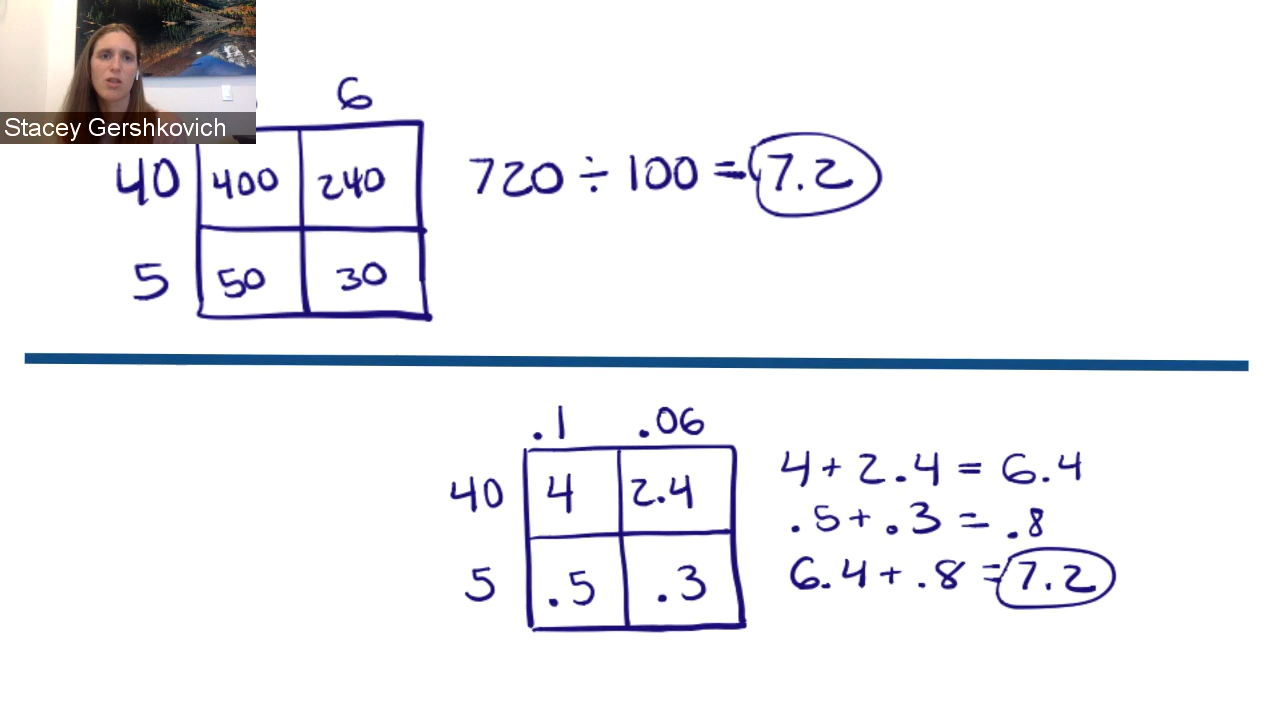 6
Stacey Gershkovich
40 400 240 720 ÷ 100 = 7.2
5 50 30
.1 .06
40 4 2.4 4 + 2.4 = 6.4
.5 + .3 = .8
5 .5 .3 6.4 + .8 = 7.2